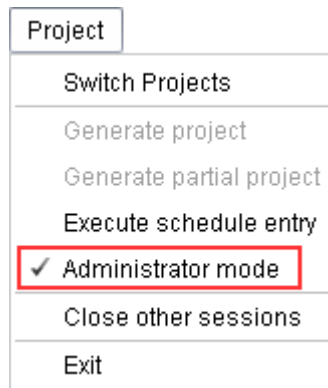 Project
Switch Projects
Generate project
Generate partial project
Execute schedule entry
✓ Administrator mode
Close other sessions
Exit